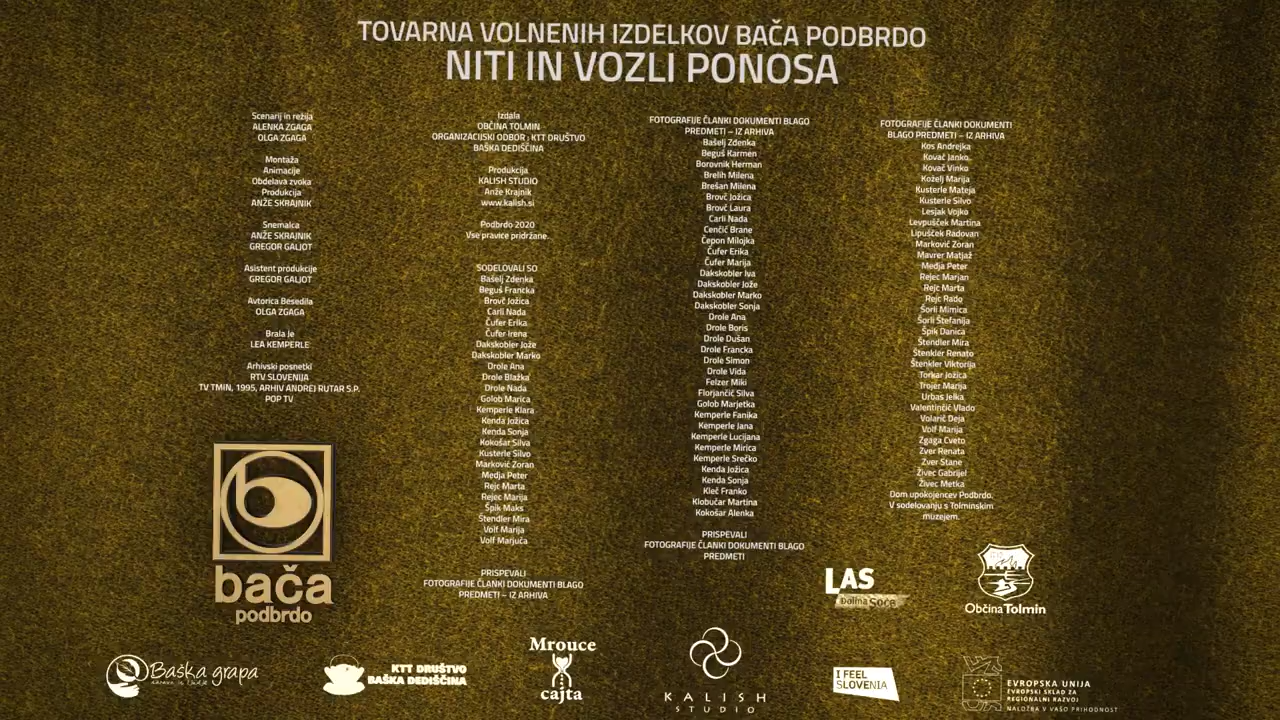 TOVARNA VOLNENIH IZDELKOV BAČA PODBRDO
NITI IN VOZLI PONOSA
Scenarij in režija
ALENKA ZGAGA
OLGA ZGAGA
Montaža
Animacije
Obdelava zvoka
Produkcija
ANŽE SKRAJNIK
Snemalca
ANŽE SKRAJNIK
GREGOR GALJOT
Asistent produkcije
GREGOR GALJOT
Avtorica Besedila
OLGA ZGAGA
Brala je
LEA KEMPERLE
Arhivski posnetki
RTV SLOVENIJA
TV TMIN, 1995, ARHIV ANDREJ RUTAR S.P.
POP TV
bača
podbrdo
Izdala
OBČINA TOLMIN
ORGANIZACIJSKI ODBOR : KTT DRUŠTVO
BAŠKA DEDIŠČINA
Produkcija
KALISH STUDIO
Anže Krajnik
www.kalish.si
Podbrdo 2020
Vse pravice pridržane.
SODELOVALI SO
Bašelj Zdenka
Beguš Francka
Brovč Jožica
Carli Nada
Čufer Erika
Čufer Irena
Dakskobler Jože
Dakskobler Marko
Drole Ana
Drole Blažka
Drole Nada
Golob Marica
Kemperle Klara
Kenda Jožica
Kenda Sonja
Kokošar Silva
Kusterle Silvo
Marković Zoran
Medja Peter
Rejc Marta
Rejec Marija
Špik Maks
Štendler Mira
Volf Marija
Volf Marjuča
PRISPEVALI
FOTOGRAFIJE ČLANKI DOKUMENTI BLAGO
PREDMETI – IZ ARHIVA
FOTOGRAFIJE ČLANKI DOKUMENTI BLAGO
PREDMETI – IZ ARHIVA
Bašelj Zdenka
Beguš Karmen
Borovnik Herman
Brelih Milena
Brešan Milena
Brovč Jožica
Brovč Laura
Carli Nada
Cenčič Brane
Čepon Milojka
Čufer Erika
Čufer Marija
Dakskobler Iva
Dakskobler Jože
Dakskobler Marko
Dakskobler Sonja
Drole Ana
Drole Boris
Drole Dušan
Drole Francka
Drole Simon
Drole Vida
Felzer Miki
Florjančič Silva
Golob Marjetka
Kemperle Fanika
Kemperle Jana
Kemperle Lucijana
Kemperle Mirica
Kemperle Srečko
Kenda Jožica
Kenda Sonja
Kleč Franko
Klobučar Martina
Kokošar Alenka
PRISPEVALI
FOTOGRAFIJE ČLANKI DOKUMENTI BLAGO
PREDMETI
FOTOGRAFIJE ČLANKI DOKUMENTI
BLAGO PREDMETI – IZ ARHIVA
Kos Andrejka
Kovač Janko
Kovač Vinko
Koželj Marija
Kusterle Mateja
Kusterle Silvo
Lesjak Vojko
Levpušček Martina
Lipušček Radovan
Marković Zoran
Mavrer Matjaž
Medja Peter
Rejec Marjan
Rejc Marta
Rejc Rado
Šorli Mimica
Šorli Štefanija
Špik Danica
Štendler Mira
Štenkler Renato
Štenkler Viktorija
Torkar Jožica
Trojer Marija
Urbas Jelka
Valentinčič Vlado
Volarič Deja
Volf Marija
Zgaga Cveto
Zver Renata
Zver Stane
Živec Gabrijel
Živec Metka
Dom upokojencev Podbrdo.
V sodelovanju s Tolminskim
muzejem.
LAS
Dolina Soče
Občina Tolmin
Baška grapa
narava in ljudje
KTT DRUŠTVO
BAŠKA DEDIŠČINA
Mrouce
cajta
KALISH
STUDIO
I FEEL
SLOVENIA
EVROPSKA UNIJA
EVROPSKI SKLAD ZA
REGIONALNI RAZVOJ
NALOŽBA V VAŠO PRIHODNOST